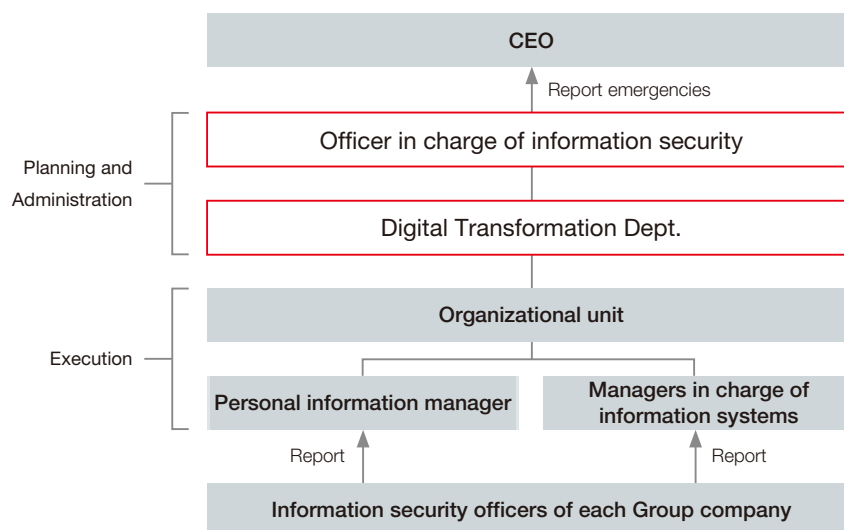 CEO
Report emergencies
Officer in charge of information security
Planning and
Administration
Digital Transformation Dept.
Organizational unit
Execution
Personal information manager
Managers in charge of
information systems
Report
Report
Information security officers of each Group company